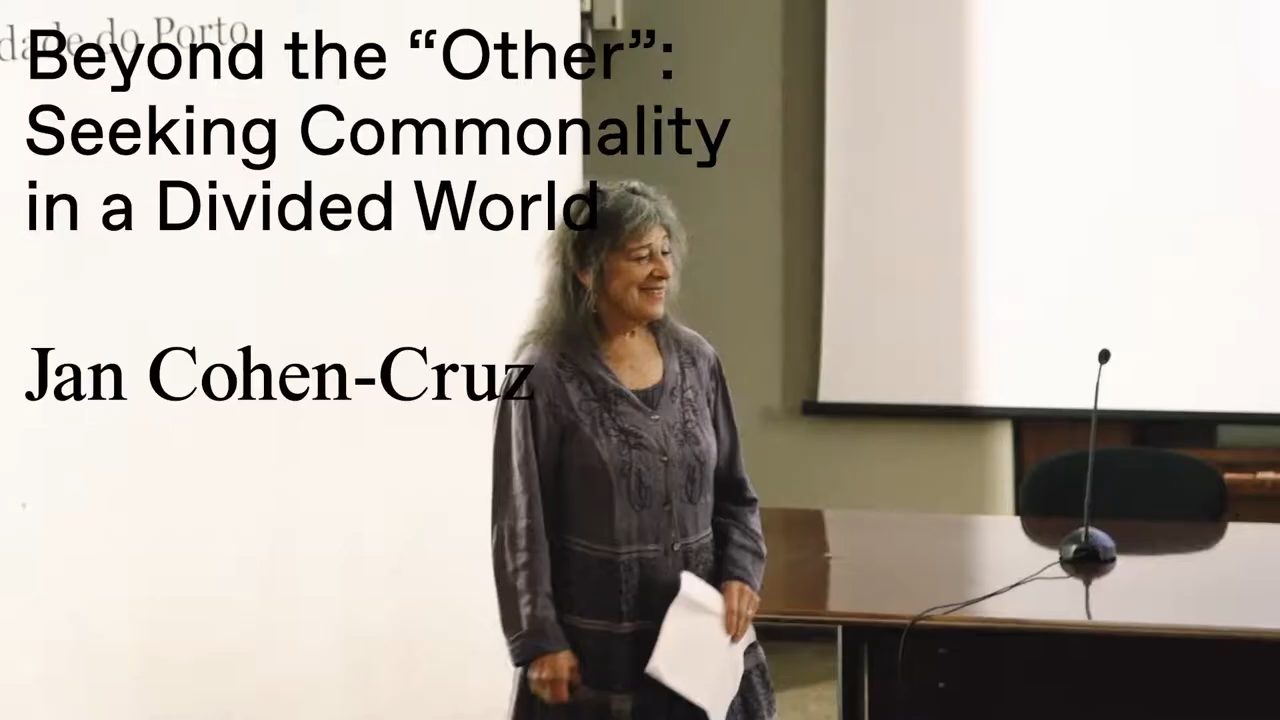 dade do Porto
Beyond the “Other”:
Seeking Commonality
in a Divided World
Jan Cohen-Cruz